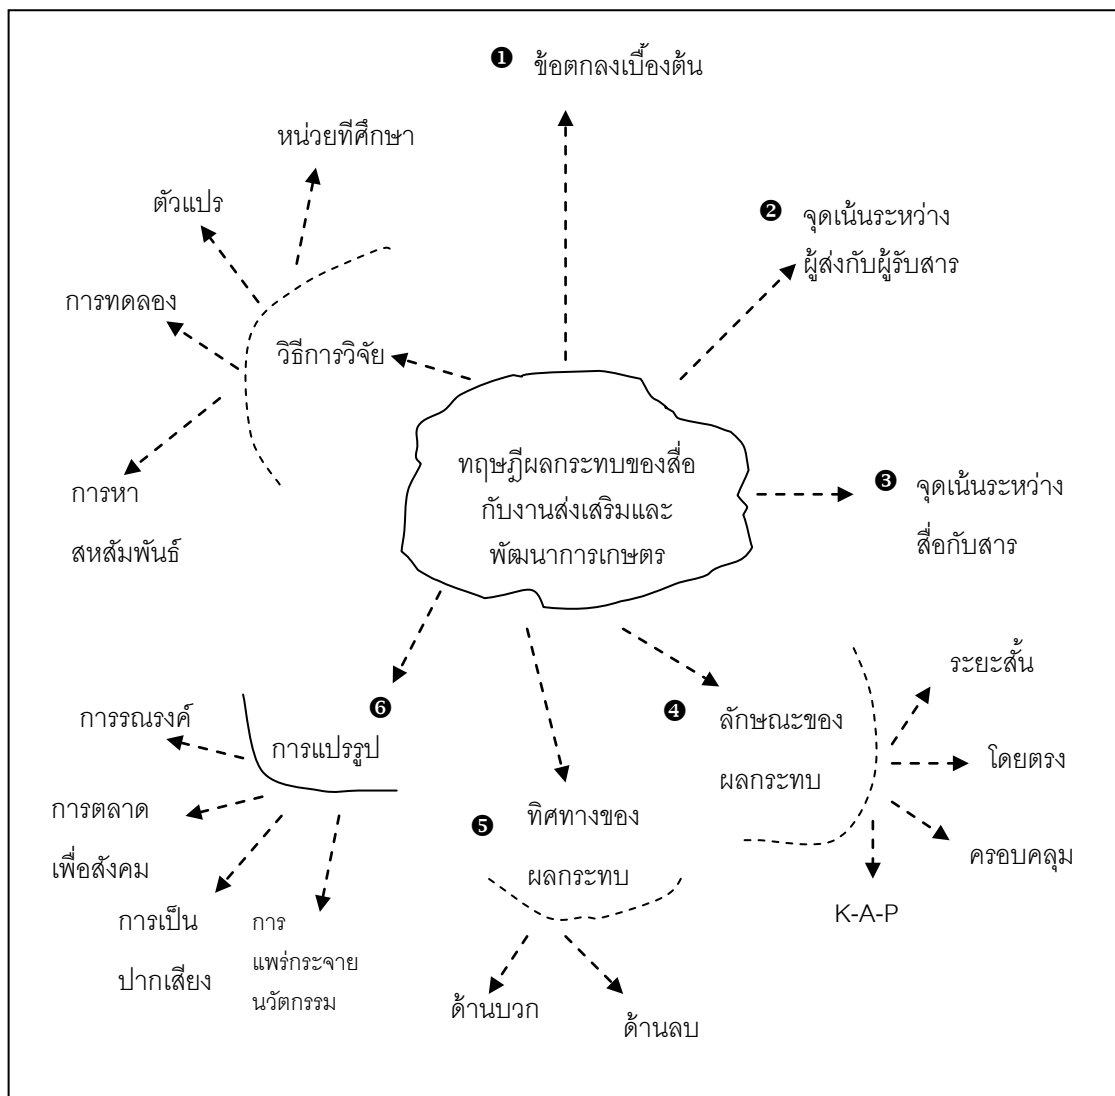 ❶ ข้อตกลงเบื้องต้น
หน่วยที่ศึกษา
ตัวแปร
❷ จุดเน้นระหว่าง
ผู้ส่งกับผู้รับสาร
การทดลอง
วิธีการวิจัย
ทฤษฎีผลกระทบของสื่อ
กับงานส่งเสริมและ
พัฒนาการเกษตร
❸ จุดเน้นระหว่าง
สื่อกับสาร
การหา
สหสัมพันธ์
ระยะสั้น
❹ ลักษณะของ
ผลกระทบ
โดยตรง
ครอบคลุม
K-A-P
❻
การแปรรูป
การรณรงค์
การตลาด
เพื่อสังคม
การเป็น
ปากเสียง
การ
แพร่กระจาย
นวัตกรรม
❺ ทิศทางของ
ผลกระทบ
ด้านบวก
ด้านลบ